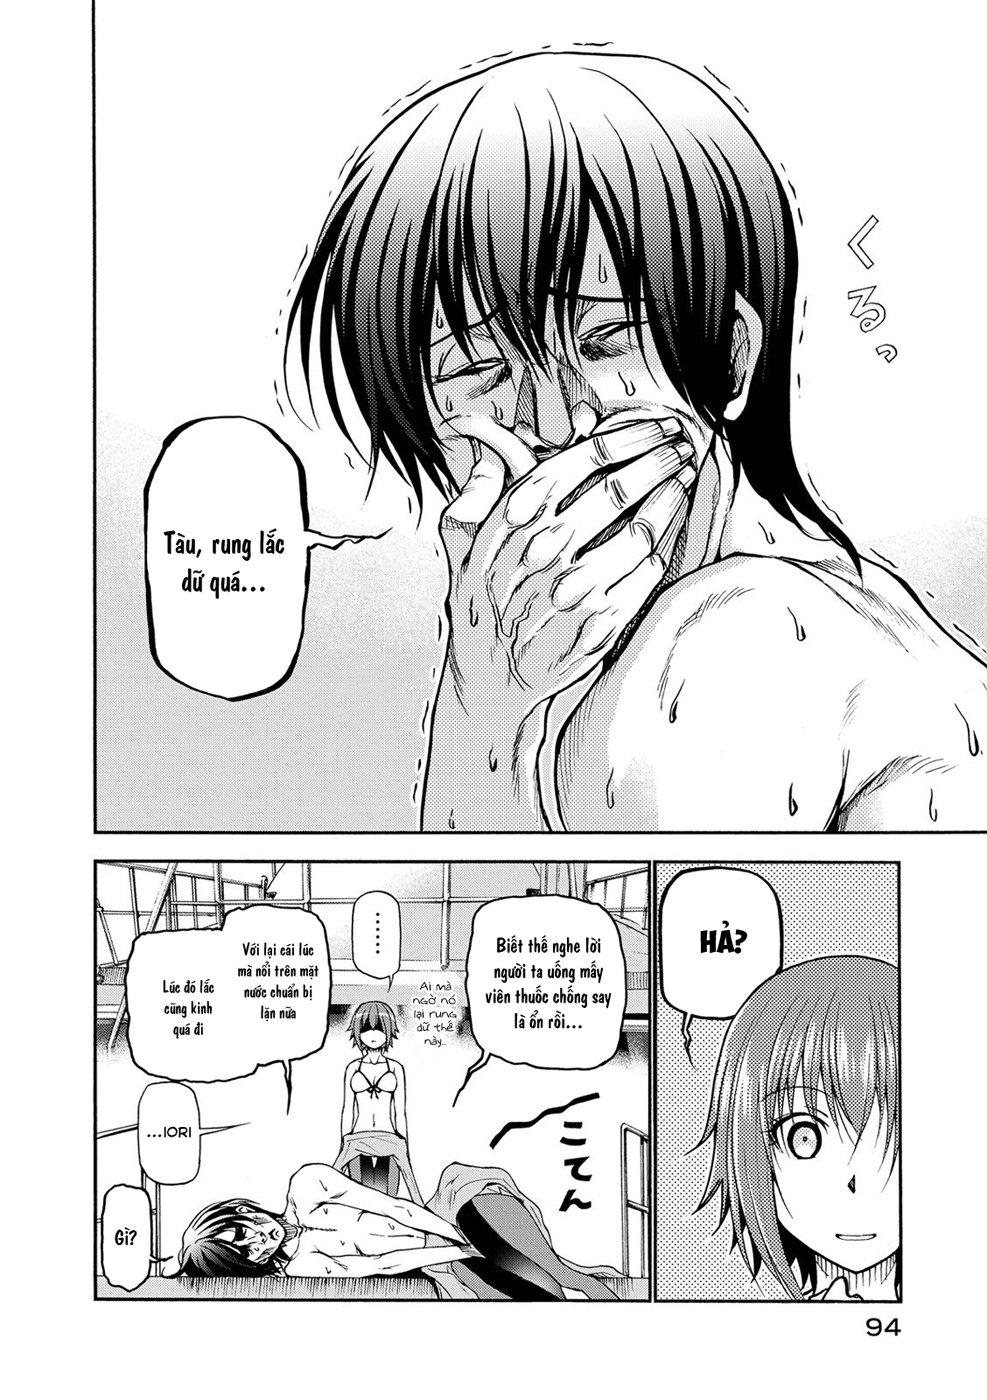 くるっ
Tàu, rung lắc
dữ quá...
HẢ?
Biết thế nghe lời
người ta uống mấy
viên thuốc chống say
là ổn rồi...
Ai mà
ngờ nó
lại rung
dữ thế
này..
......
Với lại cái lúc
mà nổi trên mặt
nước chuẩn bị
lặn nữa
Lúc đó lắc
cũng kinh
quá đi
こてん
...IORI
Gì?
94